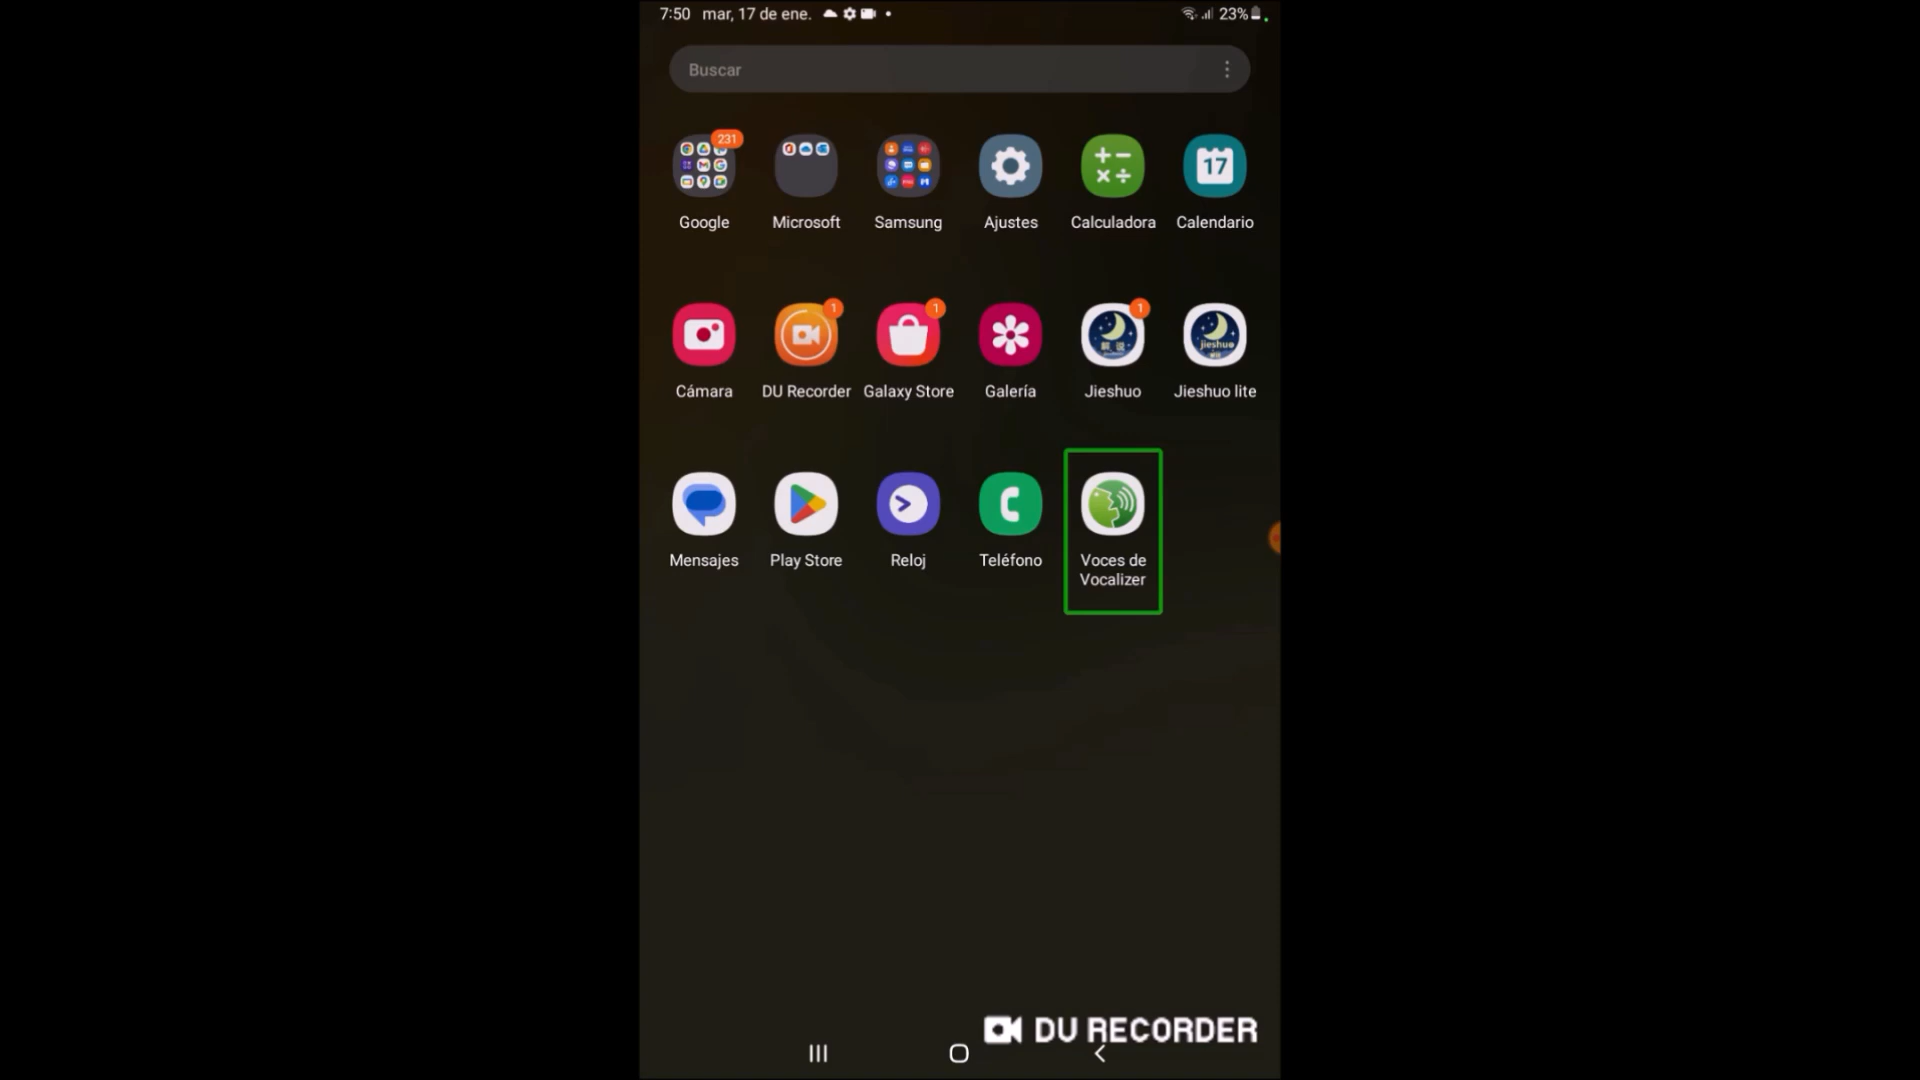 7:50 mar, 17 de ene. 23%
Buscar
231
17
Google Microsoft Samsung Ajustes Calculadora Calendario
1 1 1
jieshuo
Cámara DU Recorder Galaxy Store Galería Jieshuo Jieshuo lite
Mensajes Play Store Reloj Teléfono Voces de
Vocalizer
DU RECORDER